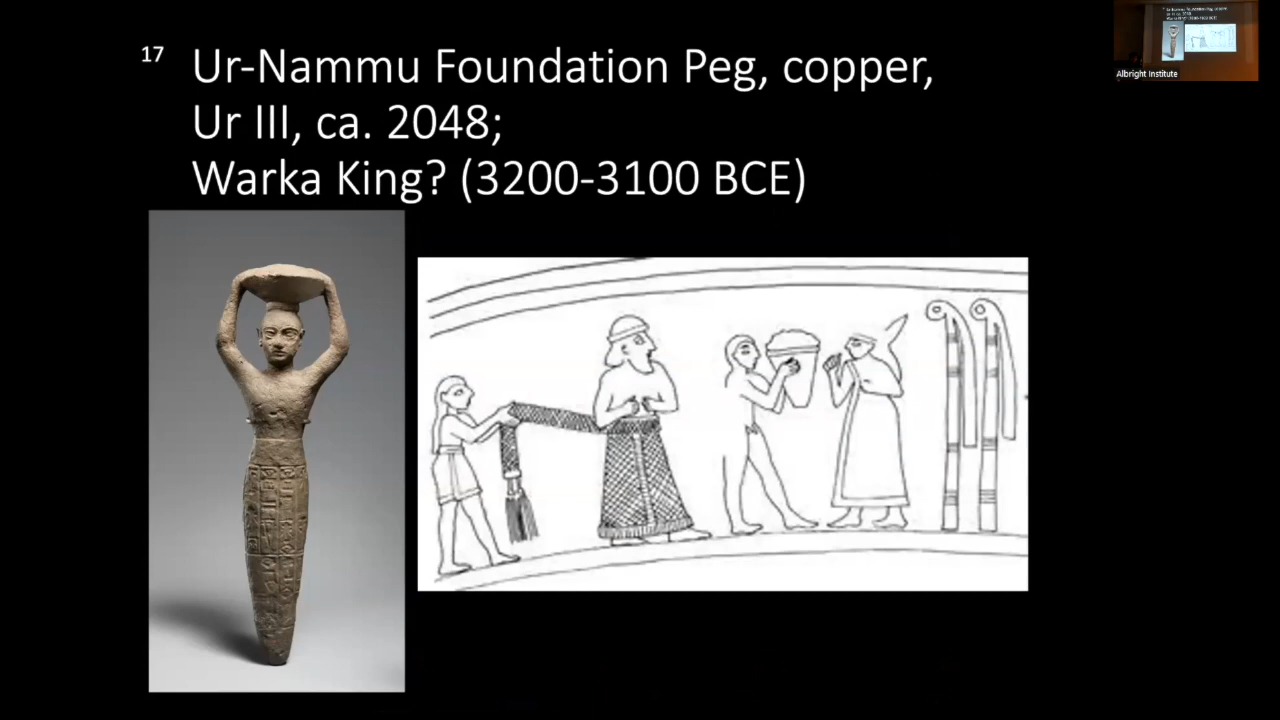 17 Ur-Nammu Foundation Peg, copper,
Ur III, ca. 2048;
Warka King? (3200-3100 BCE)
Albright Institute